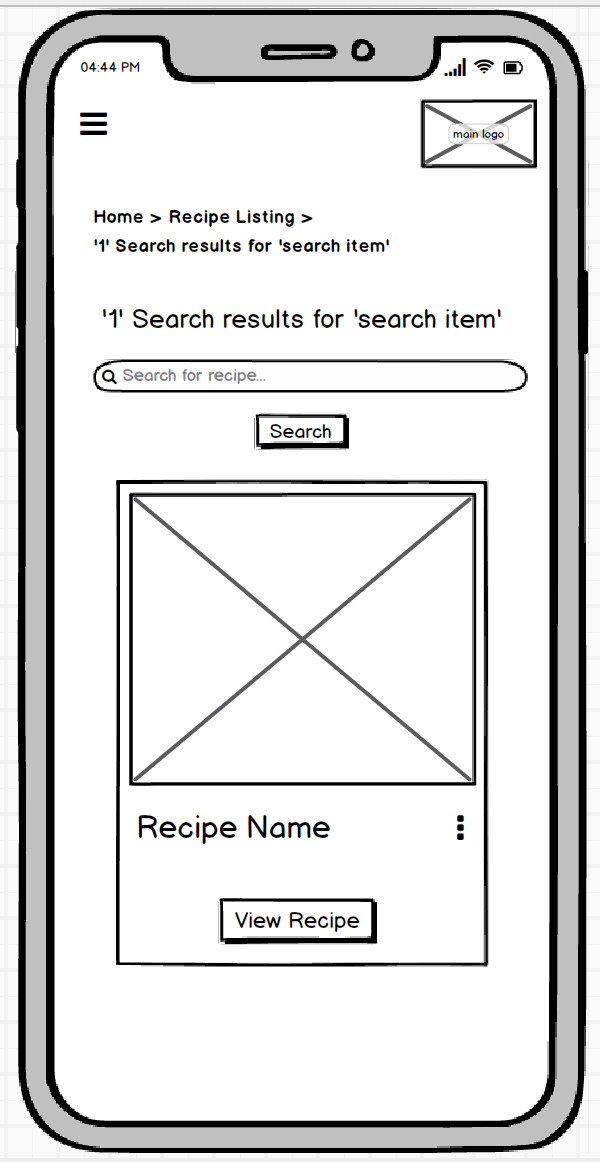 04:44 PM
main logo
Home > Recipe Listing >
'1' Search results for 'search item'
'1' Search results for 'search item'
Search for recipe...
Search
Recipe Name
View Recipe